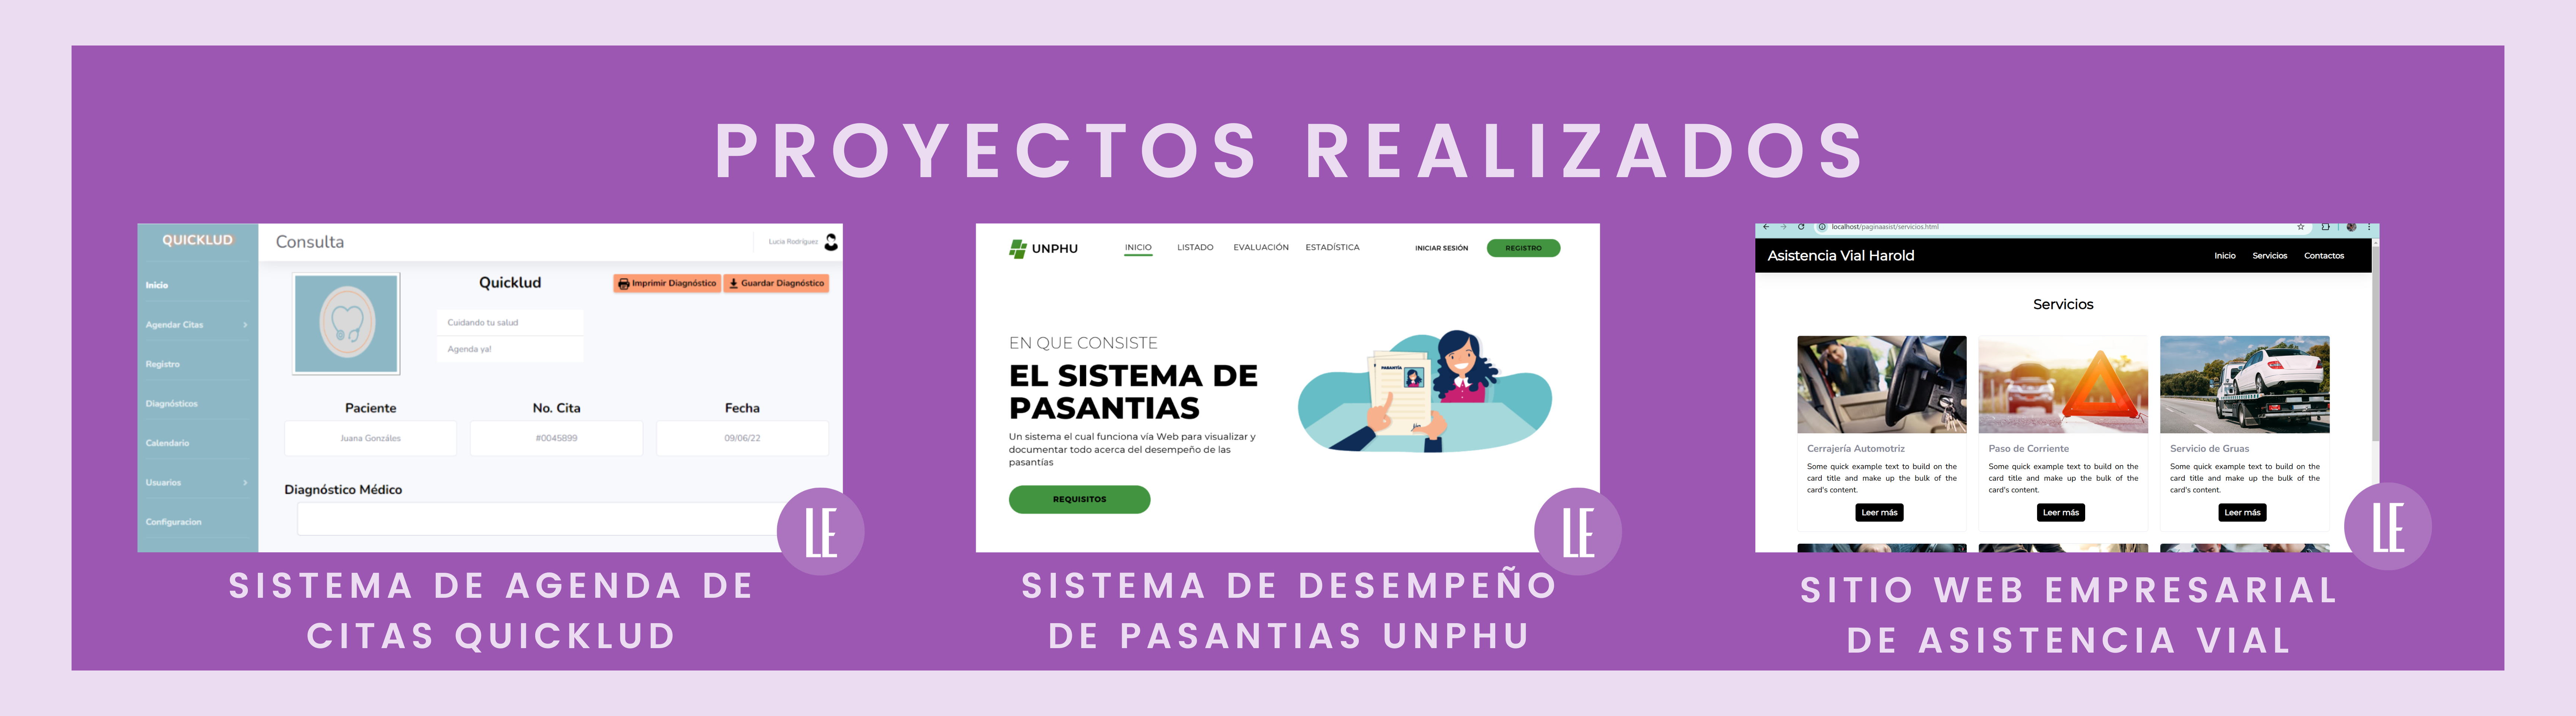 PROYECTOS REALIZADOS
QUICKLUD
Inicio
Agendar Citas
Registro
Diagnósticos
Calendario
Usuarios
Configuracion
Consulta
Lucia Rodríguez
Quicklud
Imprimir Diagnóstico
Guardar Diagnóstico
Cuidando tu salud
Agenda ya!
Paciente
No. Cita
Fecha
Juana Gonzáles
#0045899
09/06/22
Diagnóstico Médico
LE
SISTEMA DE AGENDA DE
CITAS QUICKLUD
UNPHU
INICIO
LISTADO
EVALUACIÓN
ESTADÍSTICA
INICIAR SESIÓN
REGISTRO
EN QUE CONSISTE
EL SISTEMA DE
PASANTIAS
Un sistema el cual funciona vía Web para visualizar y
documentar todo acerca del desempeño de las
pasantías
REQUISITOS
PASANTÍA
LE
SISTEMA DE DESEMPEÑO
DE PASANTIAS UNPHU
localhost/paginaasist/servicios.html
Asistencia Vial Harold
Inicio
Servicios
Contactos
Servicios
Cerrajería Automotriz
Some quick example text to build on the
card title and make up the bulk of the
card's content.
Leer más
Paso de Corriente
Some quick example text to build on the
card title and make up the bulk of the
card's content.
Leer más
Servicio de Gruas
Some quick example text to build on the
card title and make up the bulk of the
card's content.
Leer más
LE
SITIO WEB EMPRESARIAL
DE ASISTENCIA VIAL